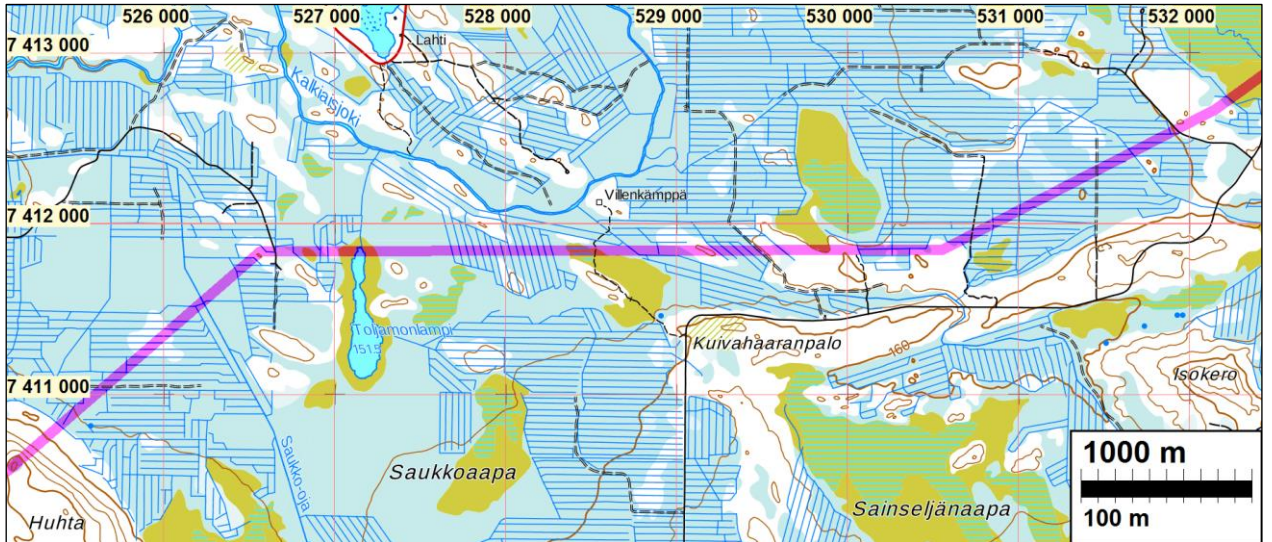 526 000
527 000
528 000
529 000
530 000
531 000
532 000
7 413 000
Lahti
Kalkiaisjoki
Villenkämppä
7 412 000
Toljamonlampi
151.5
Kuivahaaranpalo
160
Isokero
7 411 000
Saukko-oja
Saukkoaapa
Sainseljänaapa
Huhta
1000 m
100 m